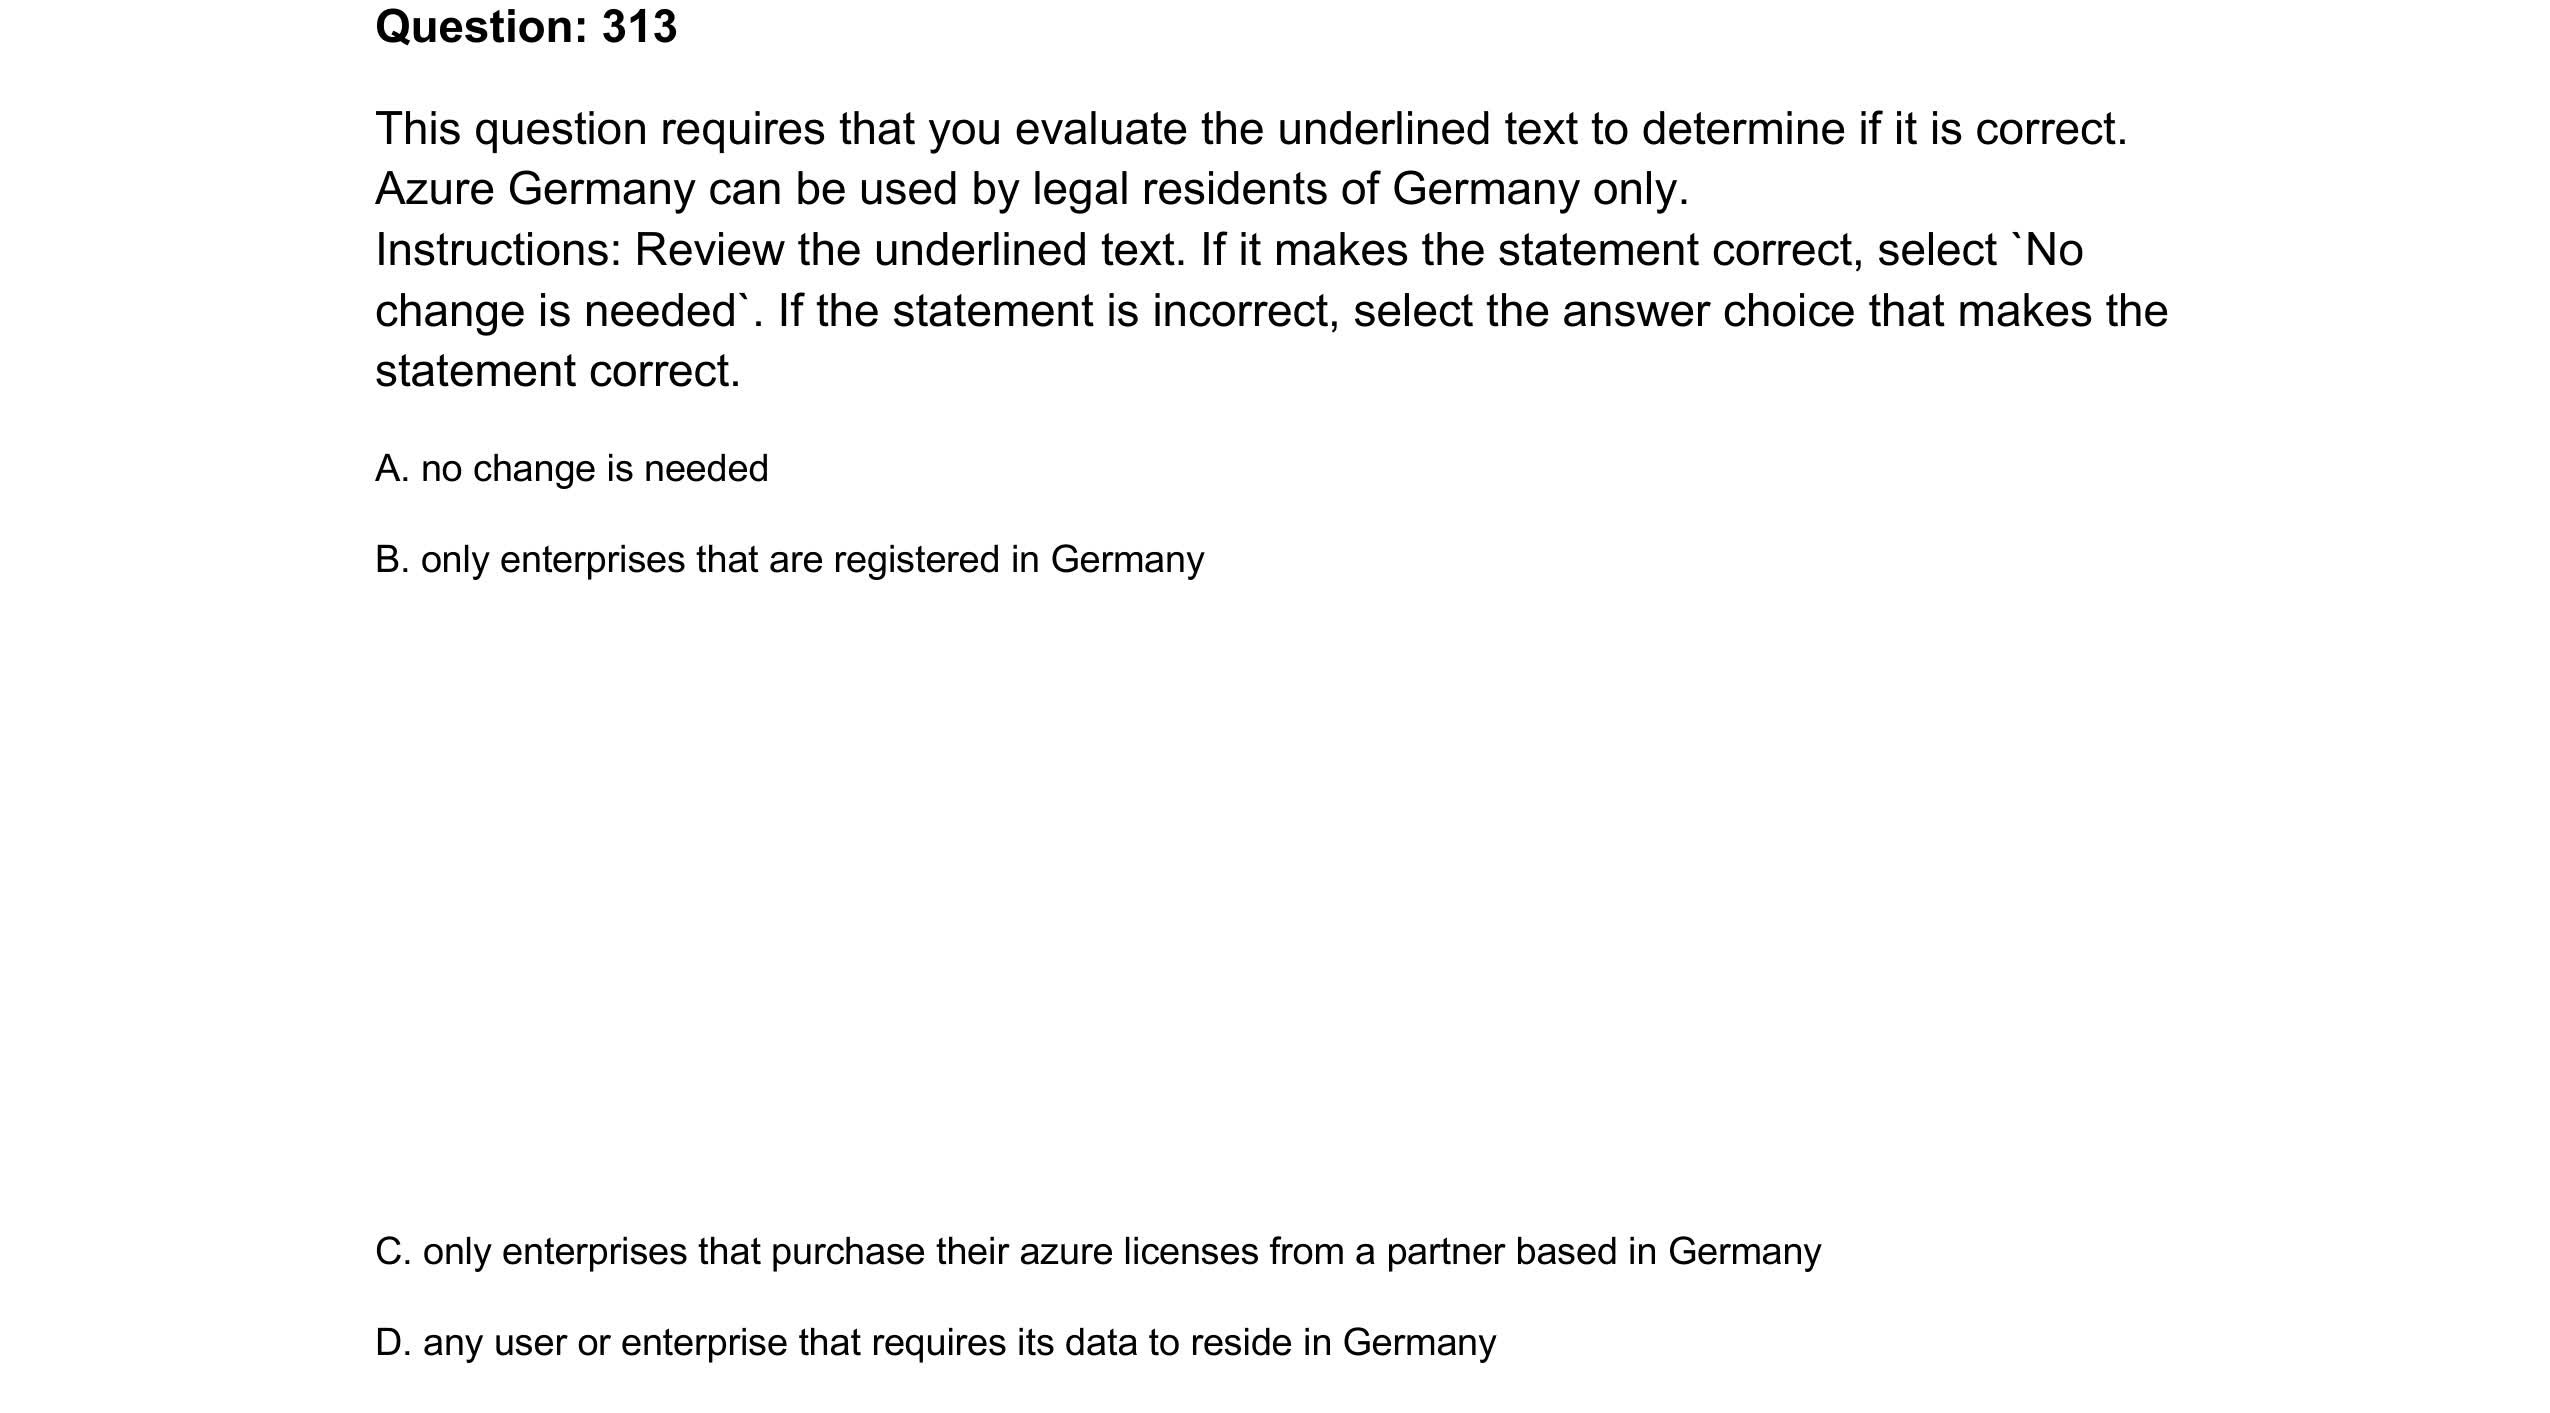 Question: 313
This question requires that you evaluate the underlined text to determine if it is correct.
Azure Germany can be used by legal residents of Germany only.
Instructions: Review the underlined text. If it makes the statement correct, select `No
change is needed`. If the statement is incorrect, select the answer choice that makes the
statement correct.
A. no change is needed
B. only enterprises that are registered in Germany
C. only enterprises that purchase their azure licenses from a partner based in Germany
D. any user or enterprise that requires its data to reside in Germany